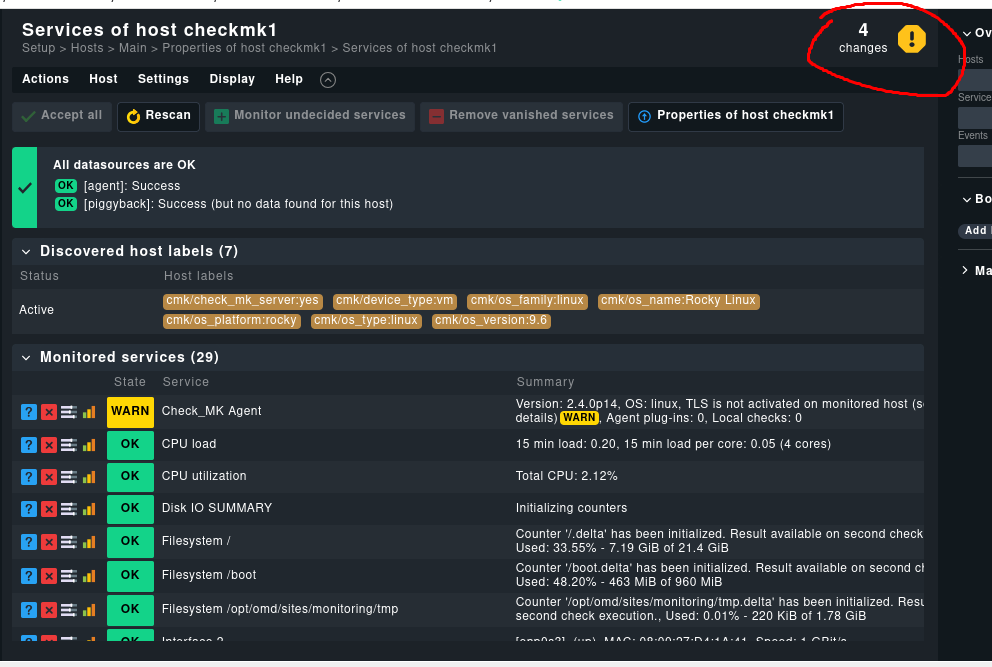 Services of host checkmk1
Setup > Hosts > Main > Properties of host checkmk1 > Services of host checkmk1
4
changes
Actions Host Settings Display Help
Accept all Rescan Monitor undecided services Remove vanished services Properties of host checkmk1
All datasources are OK
OK [agent]: Success
OK [piggyback]: Success (but no data found for this host)
Discovered host labels (7)
Status Host labels
Active
cmk/check_mk_server:yes cmk/device_type:vm cmk/os_family:linux cmk/os_name:Rocky Linux
cmk/os_platform:rocky cmk/os_type:linux cmk/os_version:9.6
Monitored services (29)
State Service Summary
WARN Check_MK Agent Version: 2.4.0p14, OS: linux, TLS is not activated on monitored host (s
details) WARN, Agent plug-ins: 0, Local checks: 0
OK CPU load 15 min load: 0.20, 15 min load per core: 0.05 (4 cores)
OK CPU utilization Total CPU: 2.12%
OK Disk IO SUMMARY Initializing counters
OK Filesystem / Counter '/.delta' has been initialized. Result available on second check
Used: 33.55% - 7.19 GiB of 21.4 GiB
OK Filesystem /boot Counter '/boot.delta' has been initialized. Result available on second c
Used: 48.20% - 463 MiB of 960 MiB
OK Filesystem /opt/omd/sites/monitoring/tmp Counter '/opt/omd/sites/monitoring/tmp.delta' has been initialized. Resu
second check execution., Used: 0.01% - 220 KiB of 1.78 GiB
OK Interface 2
Ov
Hosts
Service
Events
Bo
Add
Ma